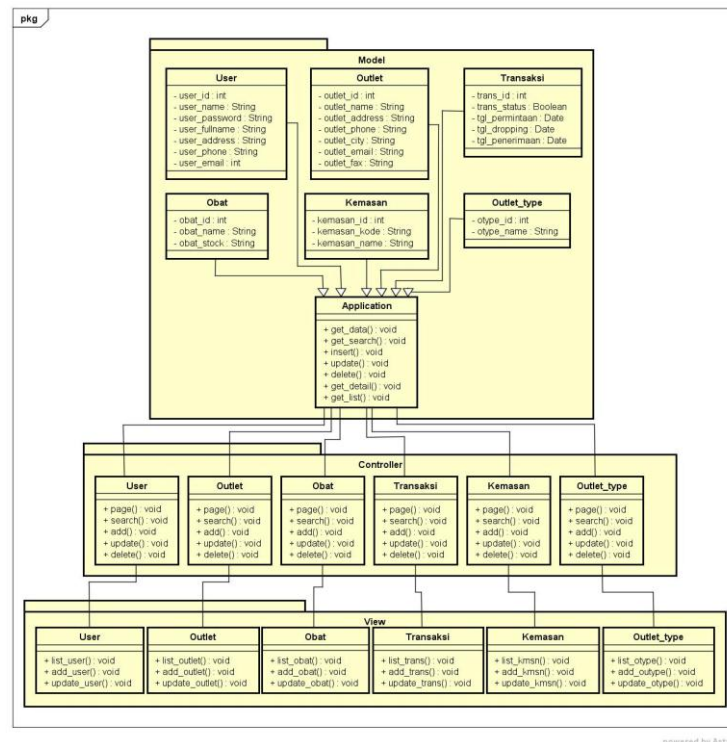 pkg
Model
User
- user_id : int
- user_name : String
- user_password : String
- user_fullname : String
- user_address : String
- user_phone : String
- user_email : int
Outlet
- outlet_id : int
- outlet_name : String
- outlet_address : String
- outlet_phone : String
- outlet_city : String
- outlet_email : String
- outlet_fax : String
Transaksi
- trans_id : int
- trans_status : Boolean
- tgl_permintaan : Date
- tgl_dropping : Date
- tgl_penerimaan : Date
Obat
- obat_id : int
- obat_name : String
- obat_stock : String
Kemasan
- kemasan_id : int
- kemasan_kode : String
- kemasan_name : String
Outlet_type
- otype_id : int
- otype_name : String
Application
+ get_data() : void
+ get_search() : void
+ insert() : void
+ update() : void
+ delete() : void
+ get_detail() : void
+ get_list() : void
Controller
User
+ page() : void
+ search() : void
+ add() : void
+ update() : void
+ delete() : void
Outlet
+ page() : void
+ search() : void
+ add() : void
+ update() : void
+ delete() : void
Obat
+ page() : void
+ search() : void
+ add() : void
+ update() : void
+ delete() : void
Transaksi
+ page() : void
+ search() : void
+ add() : void
+ update() : void
+ delete() : void
Kemasan
+ page() : void
+ search() : void
+ add() : void
+ update() : void
+ delete() : void
Outlet_type
+ page() : void
+ search() : void
+ add() : void
+ update() : void
+ delete() : void
View
User
+ list_user() : void
+ add_user() : void
+ update_user() : void
Outlet
+ list_outlet() : void
+ add_outlet() : void
+ update_outlet() : void
Obat
+ list_obat() : void
+ add_obat() : void
+ update_obat() : void
Transaksi
+ list_trans() : void
+ add_trans() : void
+ update_trans() : void
Kemasan
+ list_kmsn() : void
+ add_kmsn() : void
+ update_kmsn() : void
Outlet_type
+ list_otype() : void
+ add_outype() : void
+ update_otype() : void
powered by